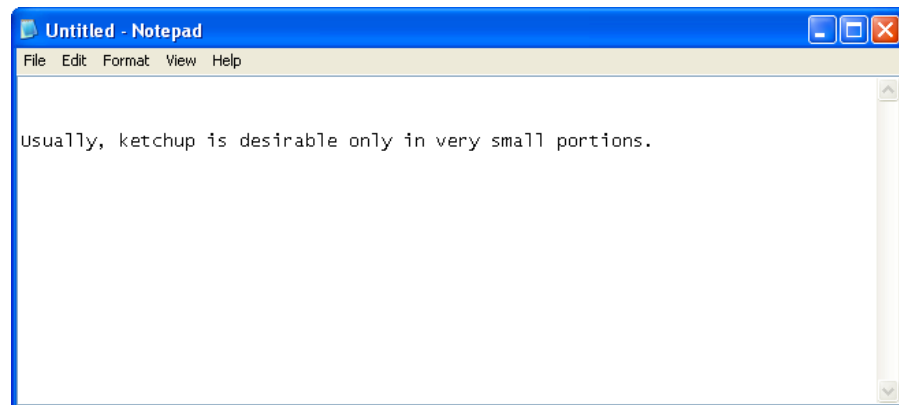 Untitled - Notepad
File Edit Format View Help
Usually, ketchup is desirable only in very small portions.